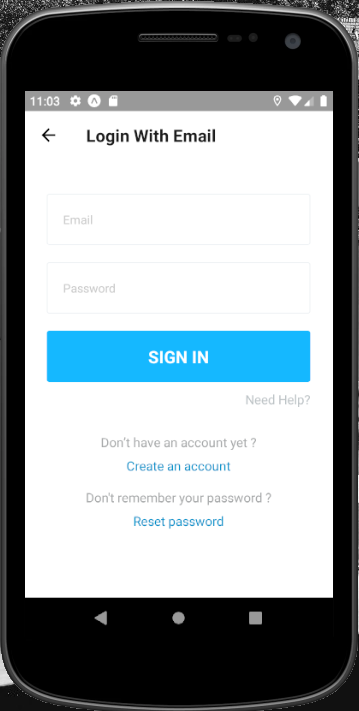 11:03
Login With Email
Email
Password
SIGN IN
Need Help?
Don't have an account yet ?
Create an account
Don't remember your password ?
Reset password